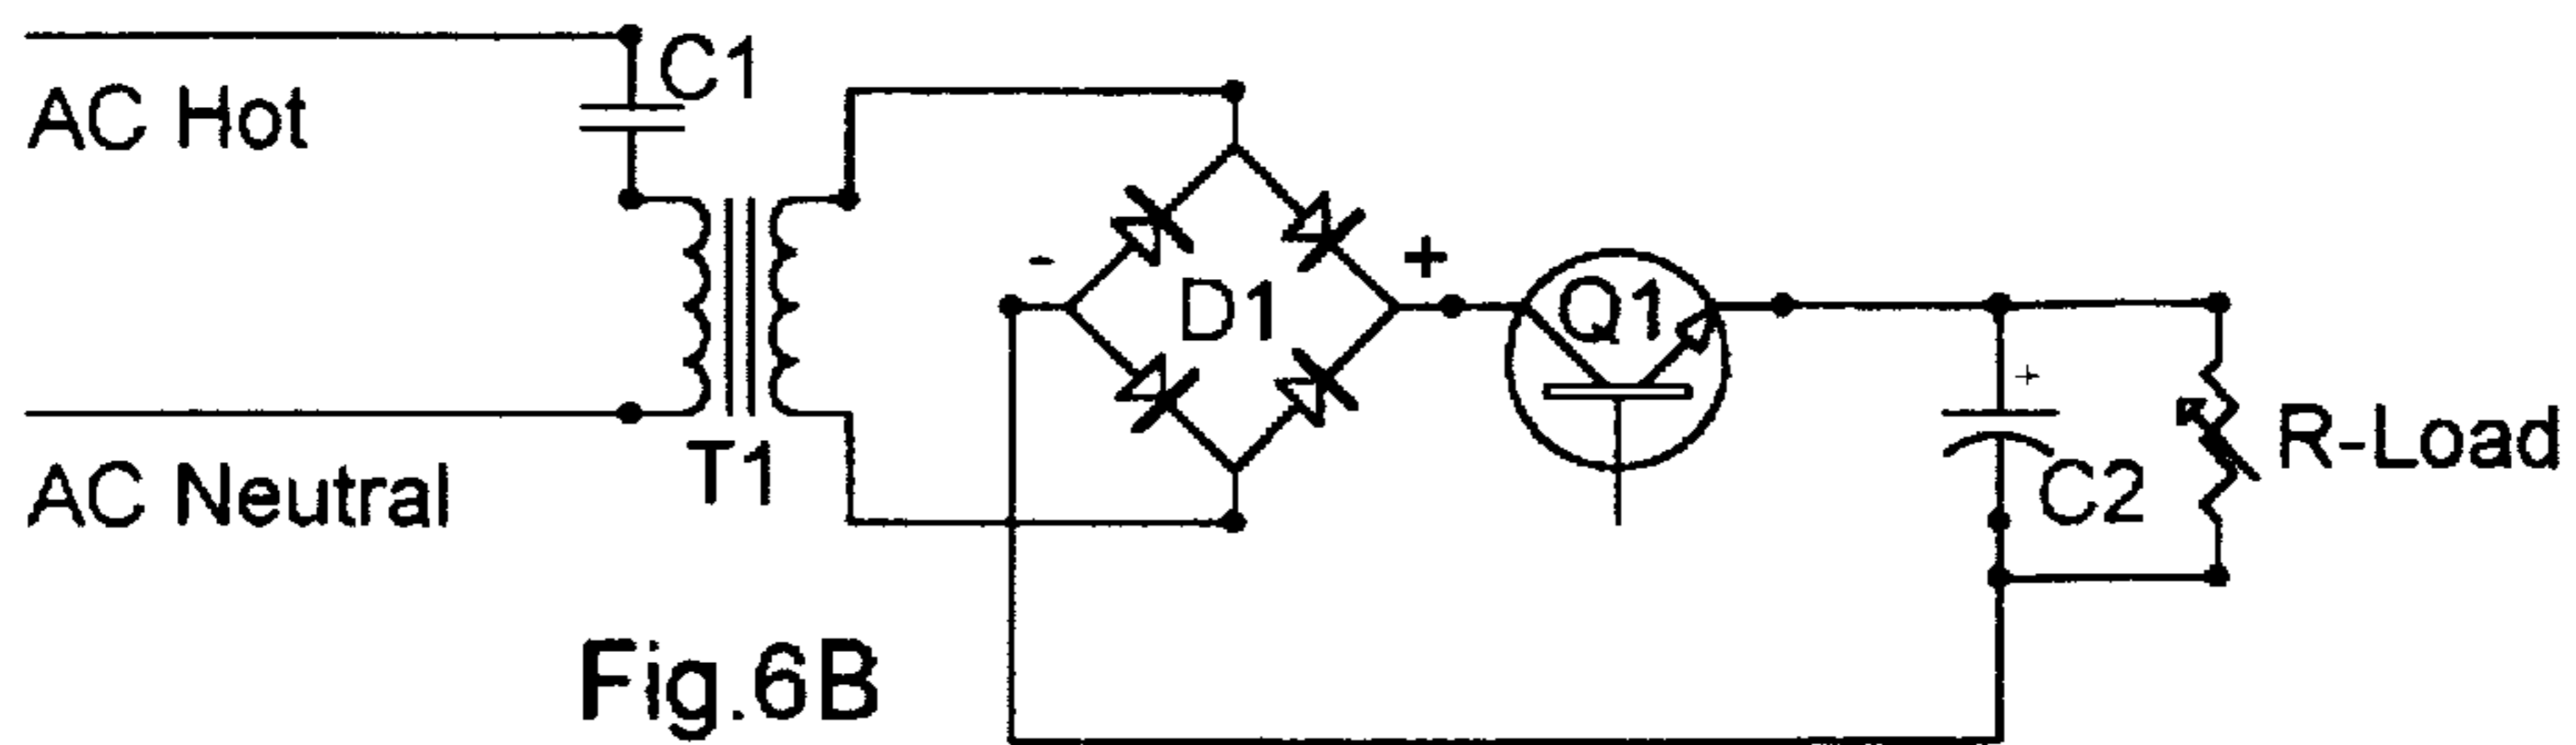 AC Hot
C1
AC Neutral
T1
-
D1
+
Q1
+
C2
R-Load
Fig.6B